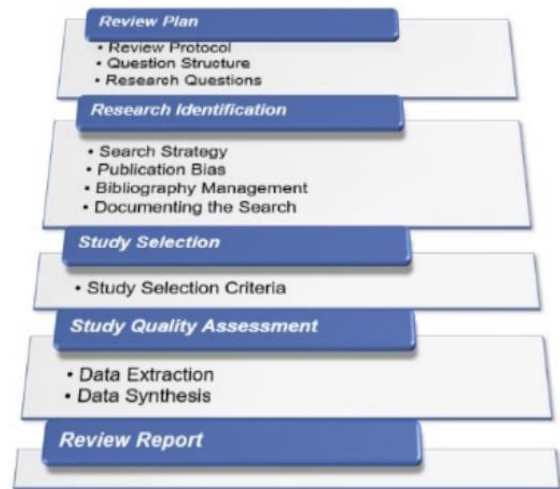 Review Plan
• Review Protocol
• Question Structure
• Research Questions
Research Identification
• Search Strategy
• Publication Bias
• Bibliography Management
• Documenting the Search
Study Selection
• Study Selection Criteria
Study Quality Assessment
• Data Extraction
• Data Synthesis
Review Report